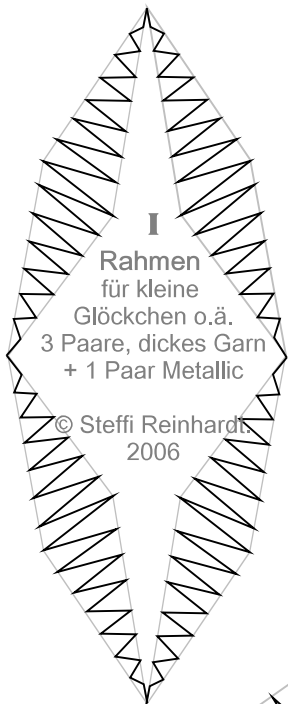 I
Rahmen
für kleine
Glöckchen o.ä.
3 Paare, dickes Garn
+ 1 Paar Metallic
© Steffi Reinhardt.
2006